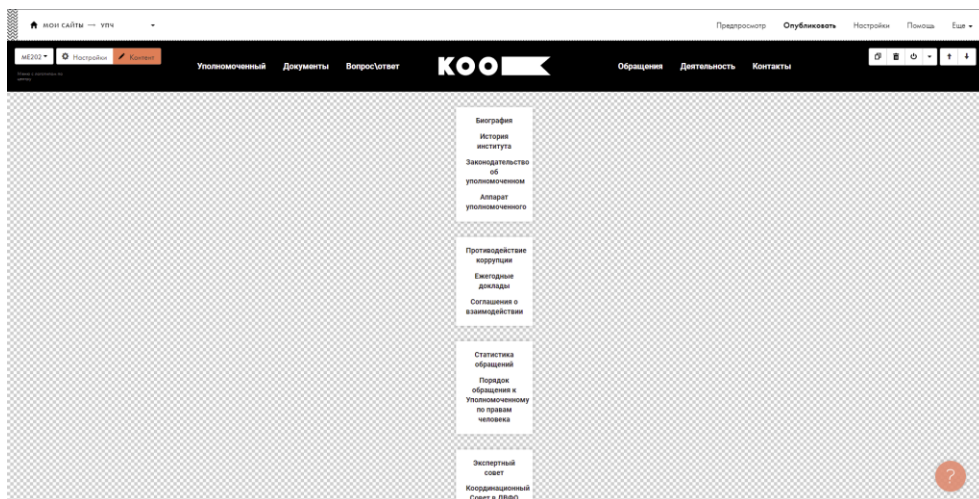 МОИ САЙТЫ → УПЧ
Предпросмотр Опубликовать Настройки Помощь Еще
ME202 Настройки Контент
Уполномоченный Документы Вопрос\ответ КОО Обращения Деятельность Контакты
Биография
История
института
Законодательство
об
уполномоченном
Аппарат
уполномоченного
Противодействие
коррупции
Ежегодные
доклады
Соглашения о
взаимодействии
Статистика
обращений
Порядок
обращения к
Уполномоченному
по правам
человека
Экспертный
совет
Координационный
Совет в ДВФО
?